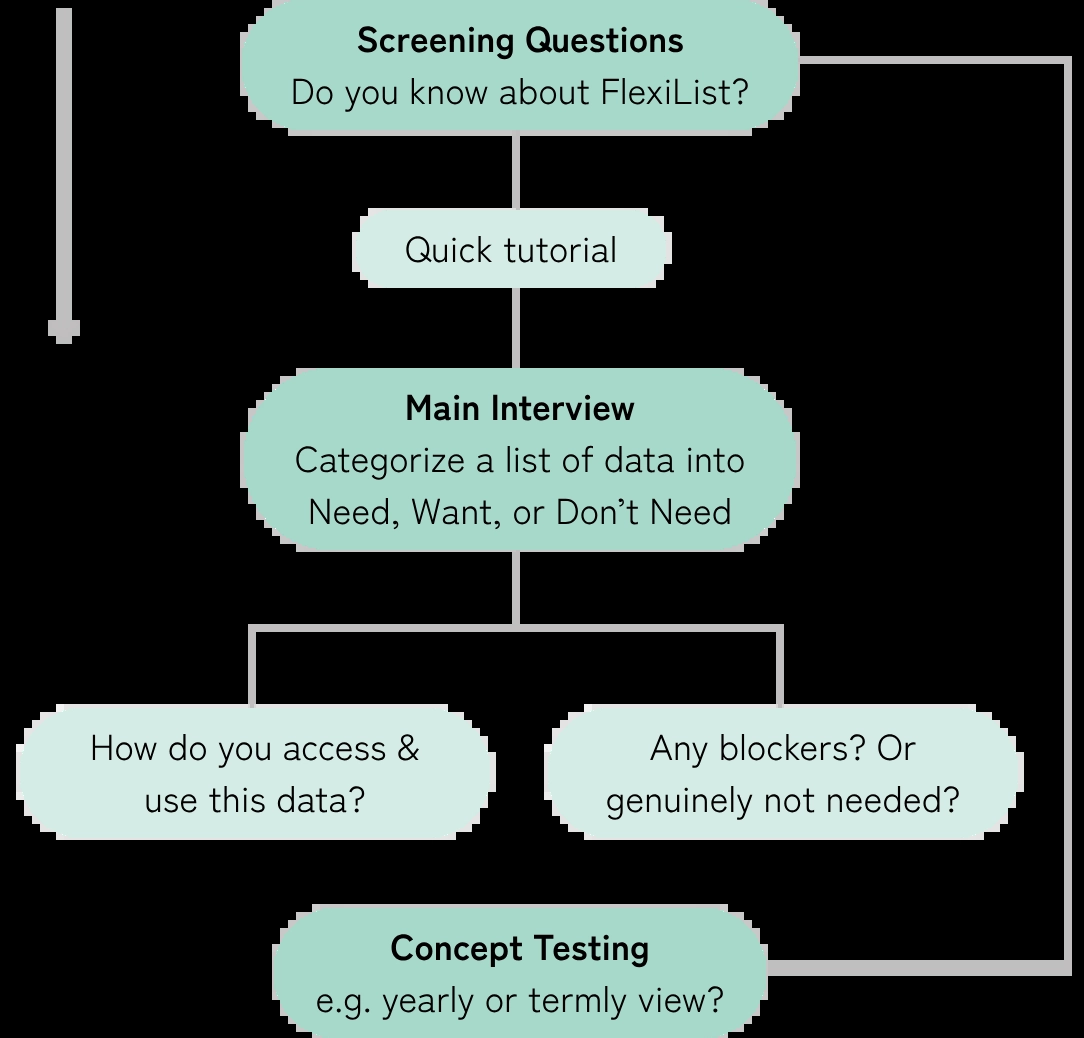 Screening Questions
Do you know about FlexiList?
Quick tutorial
Main Interview
Categorize a list of data into
Need, Want, or Don’t Need
How do you access &
use this data?
Any blockers? Or
genuinely not needed?
Concept Testing
e.g. yearly or termly view?